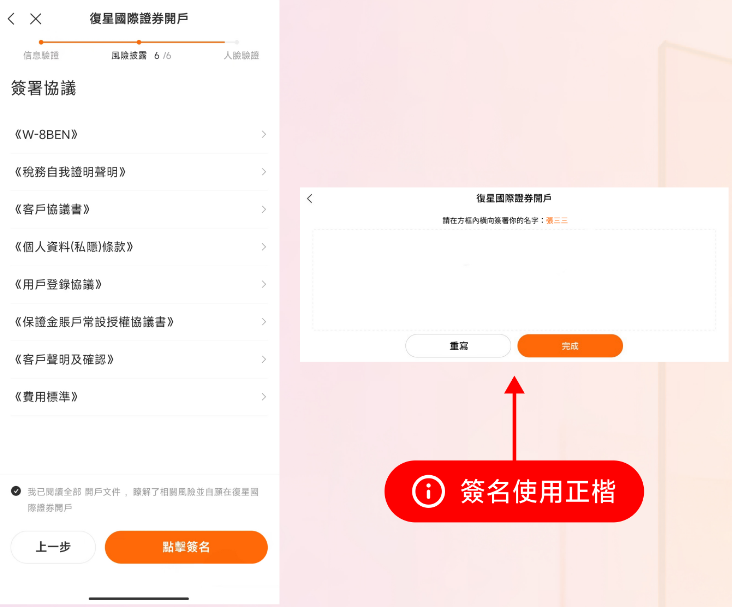 復星國際證券開戶
信息驗證
風險披露 6 /6
人臉驗證
簽署協議
《W-8BEN》
《稅務自我證明聲明》
《客戶協議書》
《個人資料(私隱)條款》
《用戶登錄協議》
《保證金賬戶常設授權協議書》
《客戶聲明及確認》
《費用標準》
我已閱讀全部 開戶文件 ，瞭解了相關風險並自願在復星國
際證券開戶
上一步
點擊簽名
復星國際證券開戶
請在方框內橫向簽署你的名字：張三三
重寫
完成
簽名使用正楷